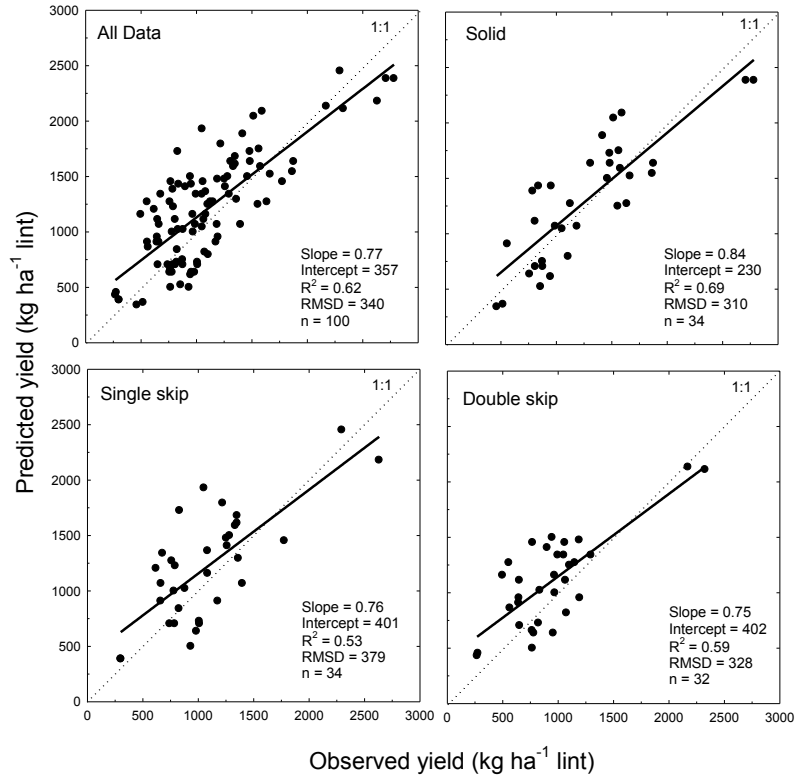 All Data
1:1
3000
2500
2000
1500
1000
500
0
Slope = 0.77
Intercept = 357
R² = 0.62
RMSD = 340
n = 100
Solid
1:1
Slope = 0.84
Intercept = 230
R² = 0.69
RMSD = 310
n = 34
Predicted yield (kg ha⁻¹ lint)
Single skip
1:1
3000
2500
2000
1500
1000
500
0
Slope = 0.76
Intercept = 401
R² = 0.53
RMSD = 379
n = 34
0 500 1000 1500 2000 2500 3000
Double skip
1:1
Slope = 0.75
Intercept = 402
R² = 0.59
RMSD = 328
n = 32
0 500 1000 1500 2000 2500 3000
Observed yield (kg ha⁻¹ lint)